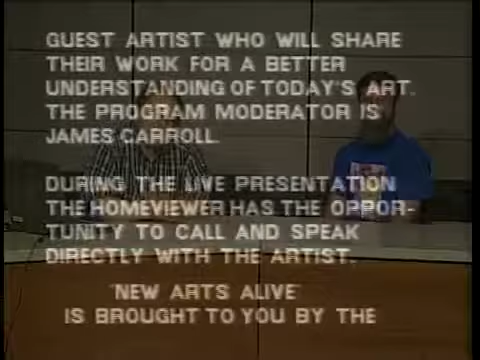 GUEST ARTIST WHO WILL SHARE
THEIR WORK FOR A BETTER
UNDERSTANDING OF TODAY'S ART.
THE PROGRAM MODERATOR IS
JAMES CARROLL.
DURING THE LIVE PRESENTATION
THE HOMEVIEWER HAS THE OPPOR-
TUNITY TO CALL AND SPEAK
DIRECTLY WITH THE ARTIST.
"NEW ARTS ALIVE"
IS BROUGHT TO YOU BY THE